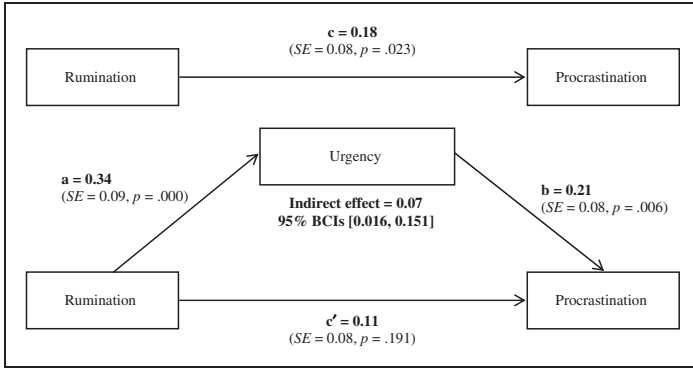 c = 0.18
(SE = 0.08, p = .023)
Rumination
Procrastination
Urgency
a = 0.34
(SE = 0.09, p = .000)
b = 0.21
(SE = 0.08, p = .006)
Indirect effect = 0.07
95% BCIs [0.016, 0.151]
Rumination
Procrastination
c′ = 0.11
(SE = 0.08, p = .191)